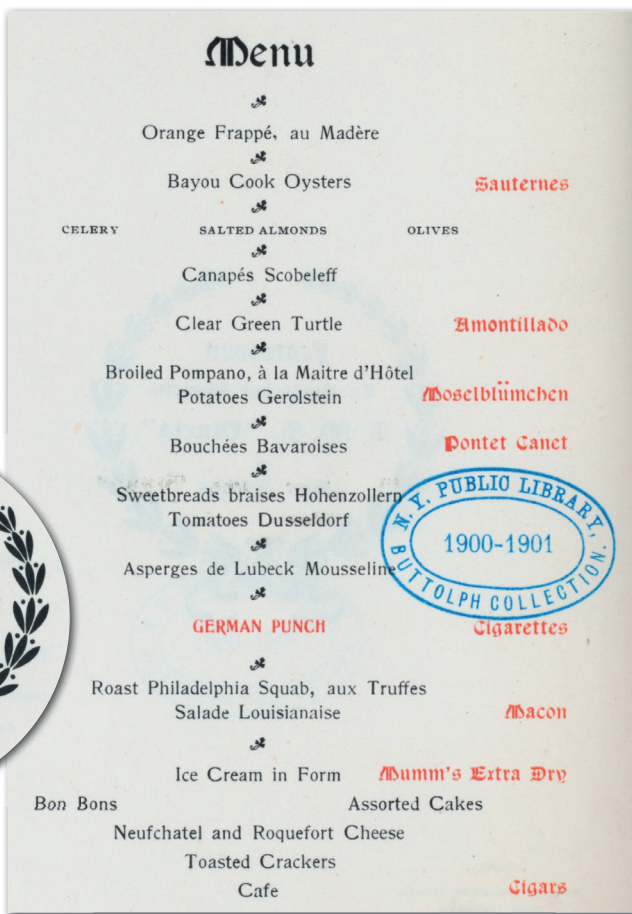 Menu
Orange Frappé, au Madère
Bayou Cook Oysters Sauternes
CELERY SALTED ALMONDS OLIVES
Canapés Scobeleff
Clear Green Turtle Amontillado
Broiled Pompano, à la Maitre d'Hôtel
Potatoes Gerolstein Moselblümchen
Bouchées Bavaroises Pontet Canet
Sweetbreads braises Hohenzollern
Tomatoes Dusseldorf
N.Y. PUBLIC LIBRARY,
1900-1901
BUTTOLPH COLLECTION.
Asperges de Lubeck Mousseline
GERMAN PUNCH Cigarettes
Roast Philadelphia Squab, aux Truffes
Salade Louisianaise Macon
Ice Cream in Form Mumm's Extra Dry
Bon Bons Assorted Cakes
Neufchatel and Roquefort Cheese
Toasted Crackers
Cafe Cigars